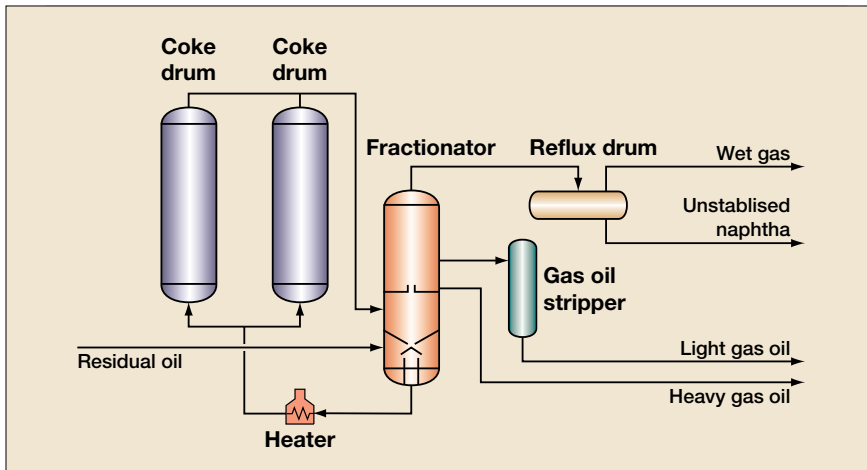 Coke
drum
Coke
drum
Fractionator
Reflux drum
Wet gas
Unstablised
naphtha
Gas oil
stripper
Residual oil
Light gas oil
Heavy gas oil
Heater